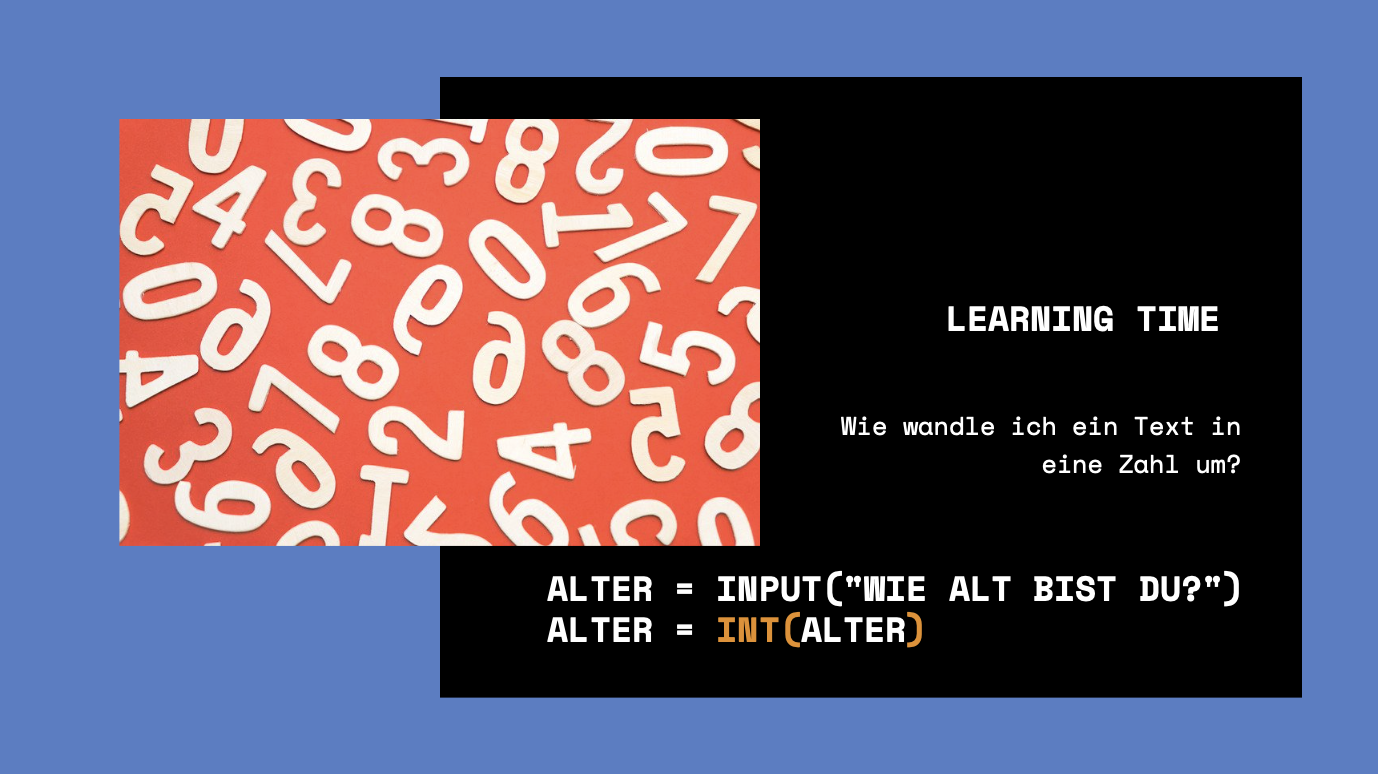 LEARNING TIME
Wie wandle ich ein Text in
eine Zahl um?
ALTER = INPUT("WIE ALT BIST DU?")
ALTER = INT(ALTER)